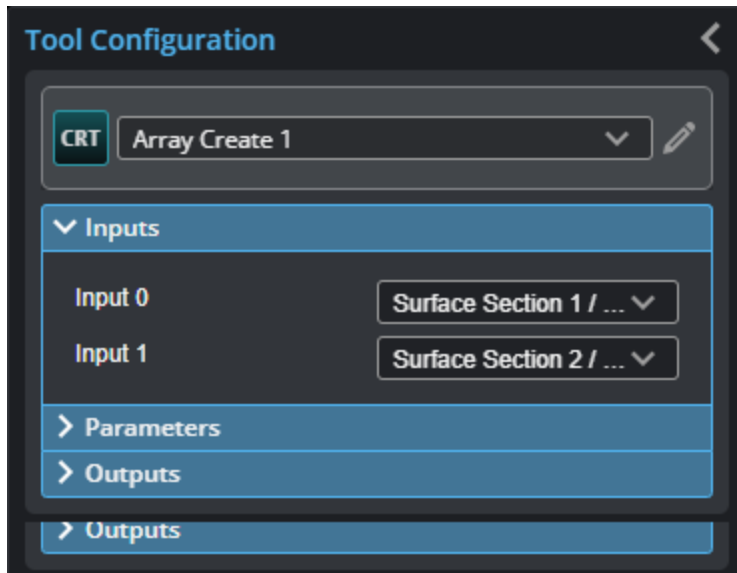 Tool Configuration
CRT Array Create 1
Inputs
Input 0 Surface Section 1 / ...
Input 1 Surface Section 2 / ...
Parameters
Outputs
Outputs